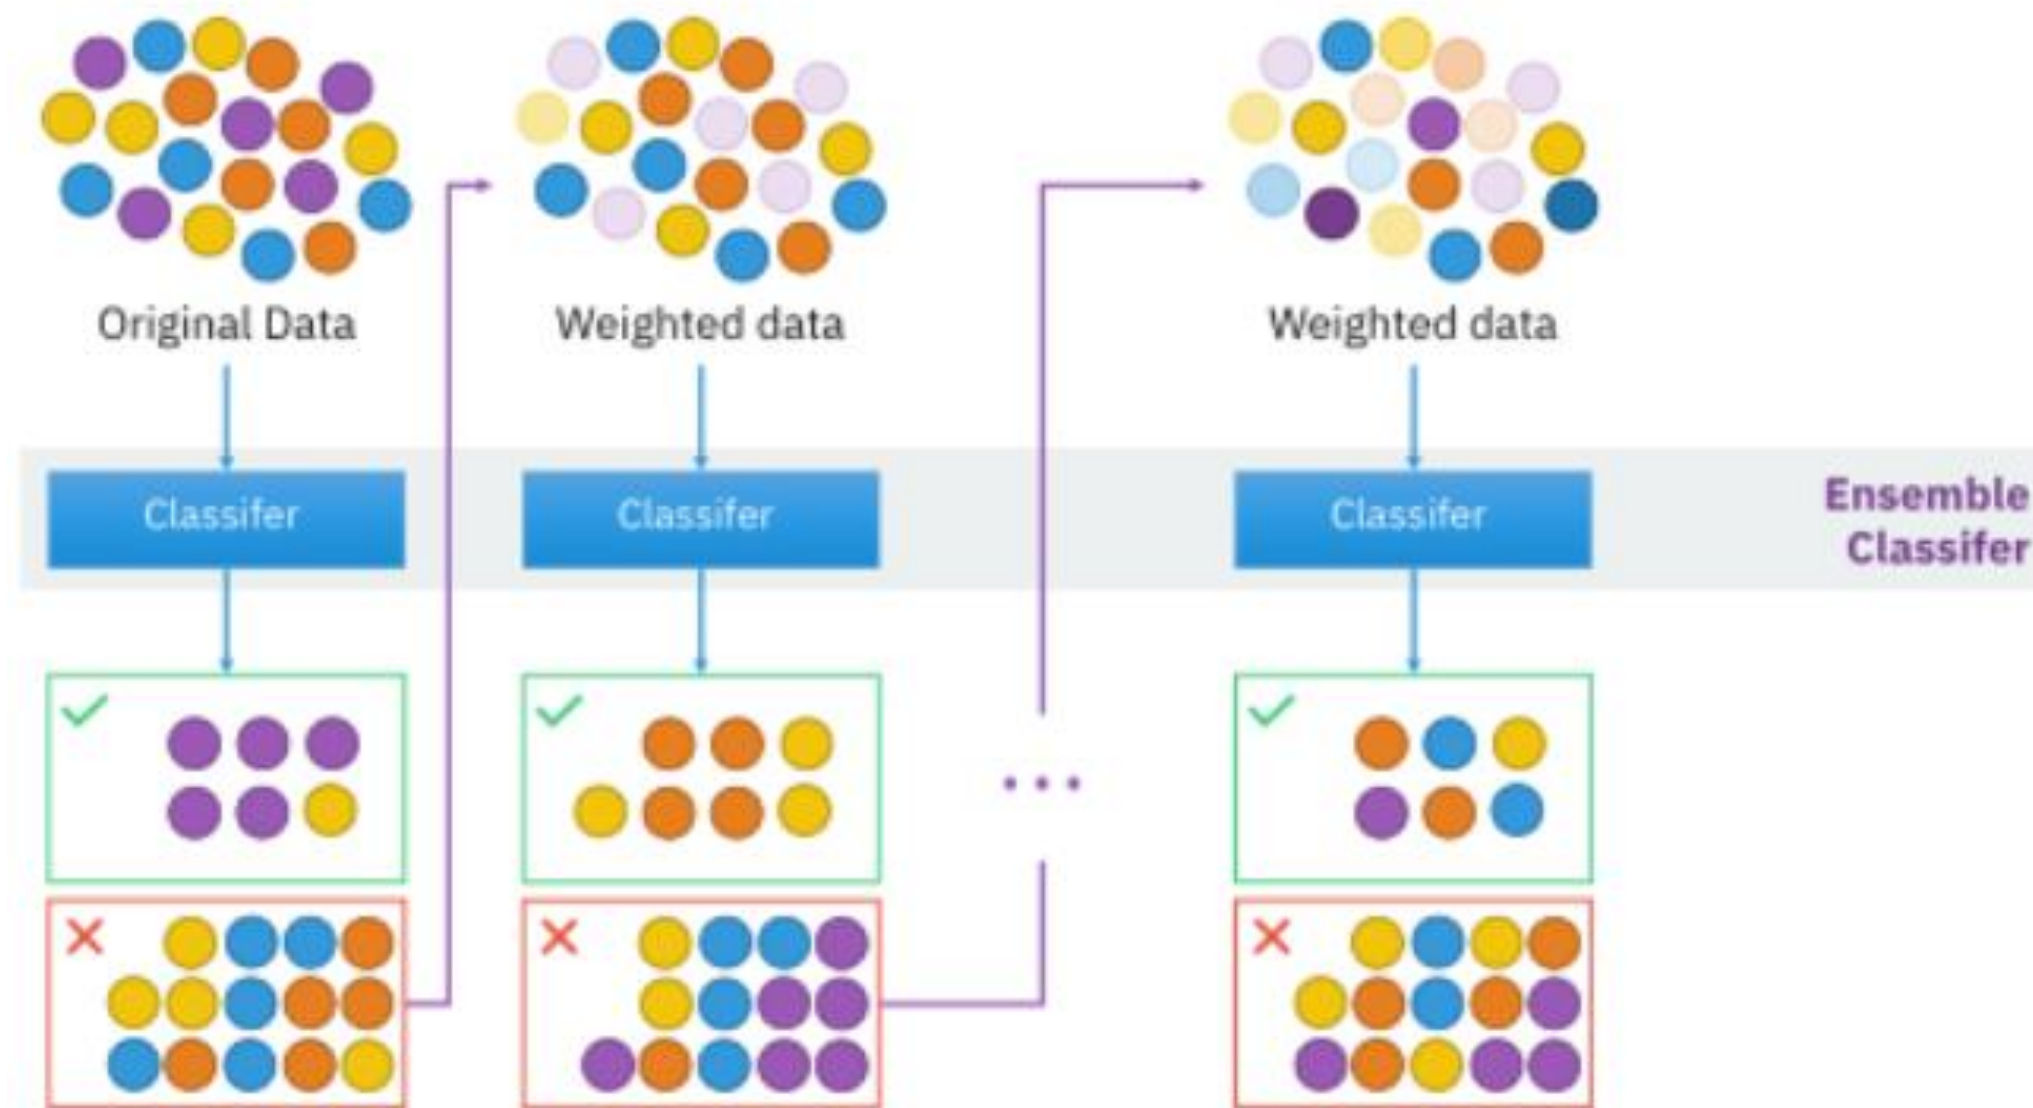 Original Data
Weighted data
Weighted data
Classifer
Classifer
Classifer
Ensemble
Classifer